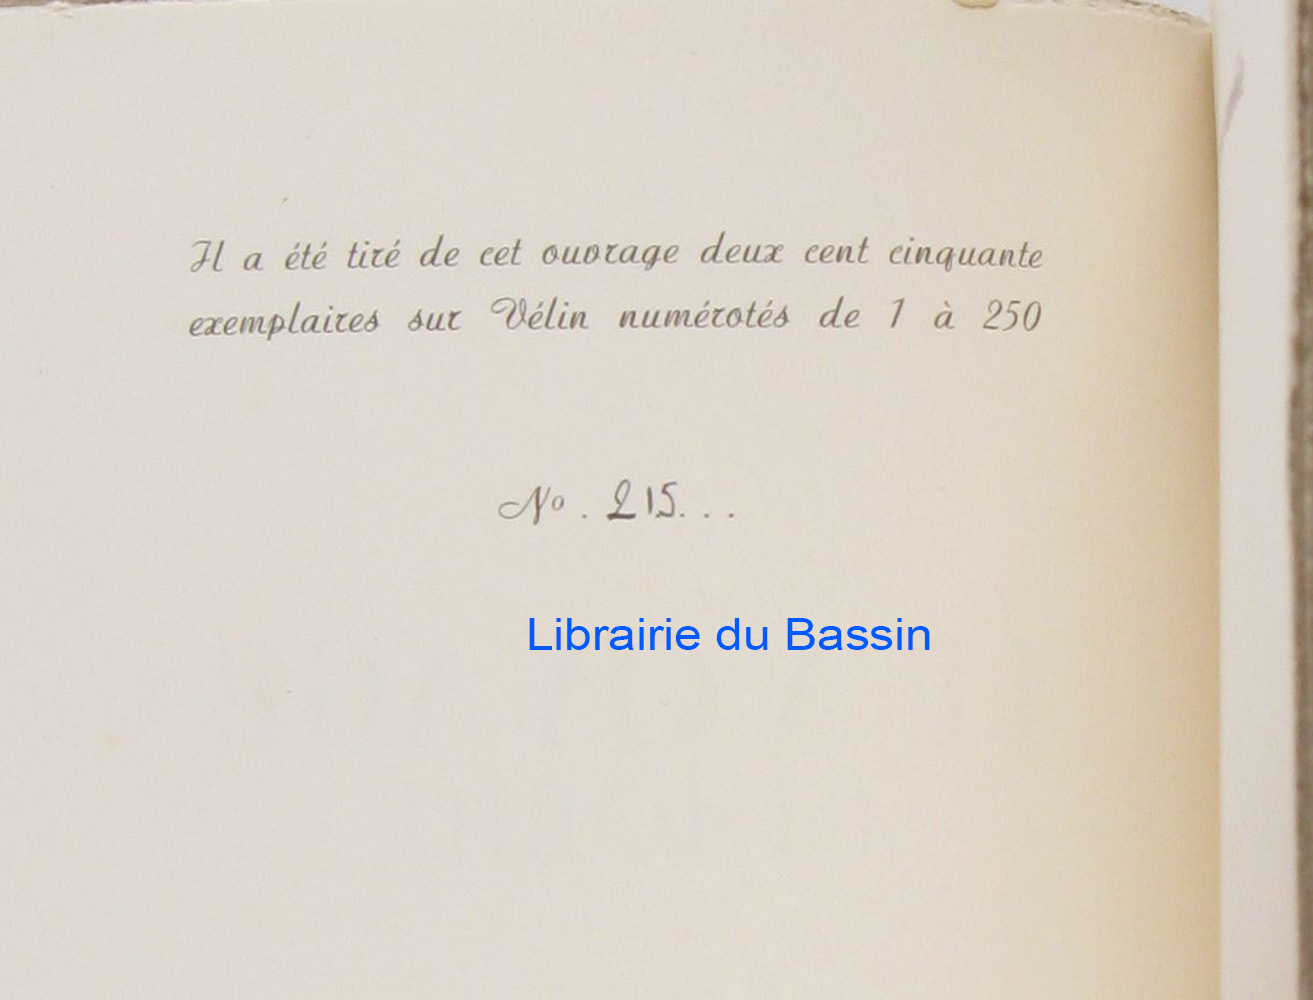 Il a été tiré de cet ouvrage deux cent cinquante
exemplaires sur Vélin numérotés de 1 à 250
No . 215. . .
Librairie du Bassin